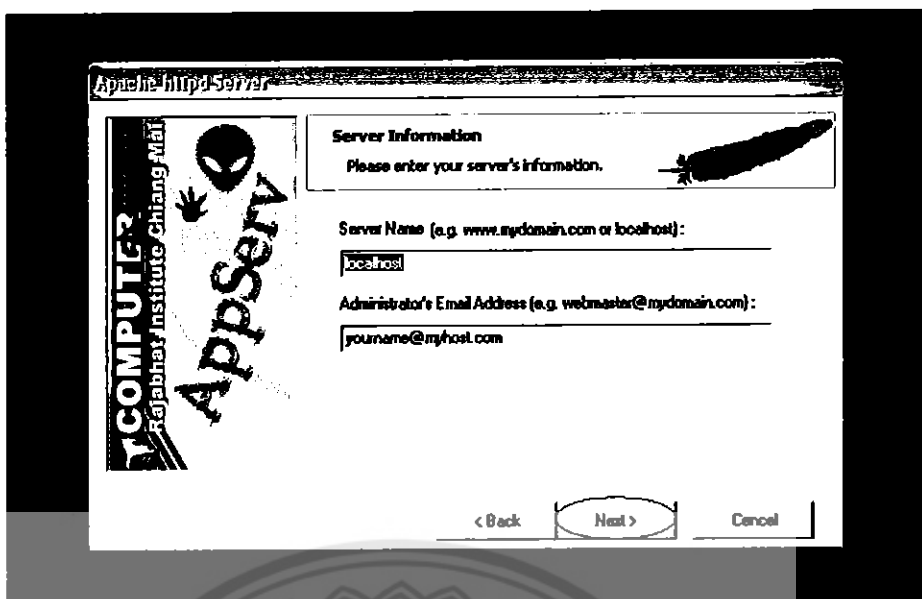 Apache httpd Server
COMPUTER
Rajabhat Institute Chiang-Mai
AppServ
Server Information
Please enter your server's information.
Server Name (e.g. www.mydomain.com or localhost) :
localhost
Administrator's Email Address (e.g. webmaster@mydomain.com) :
yourname@myhost.com
< Back
Next >
Cancel